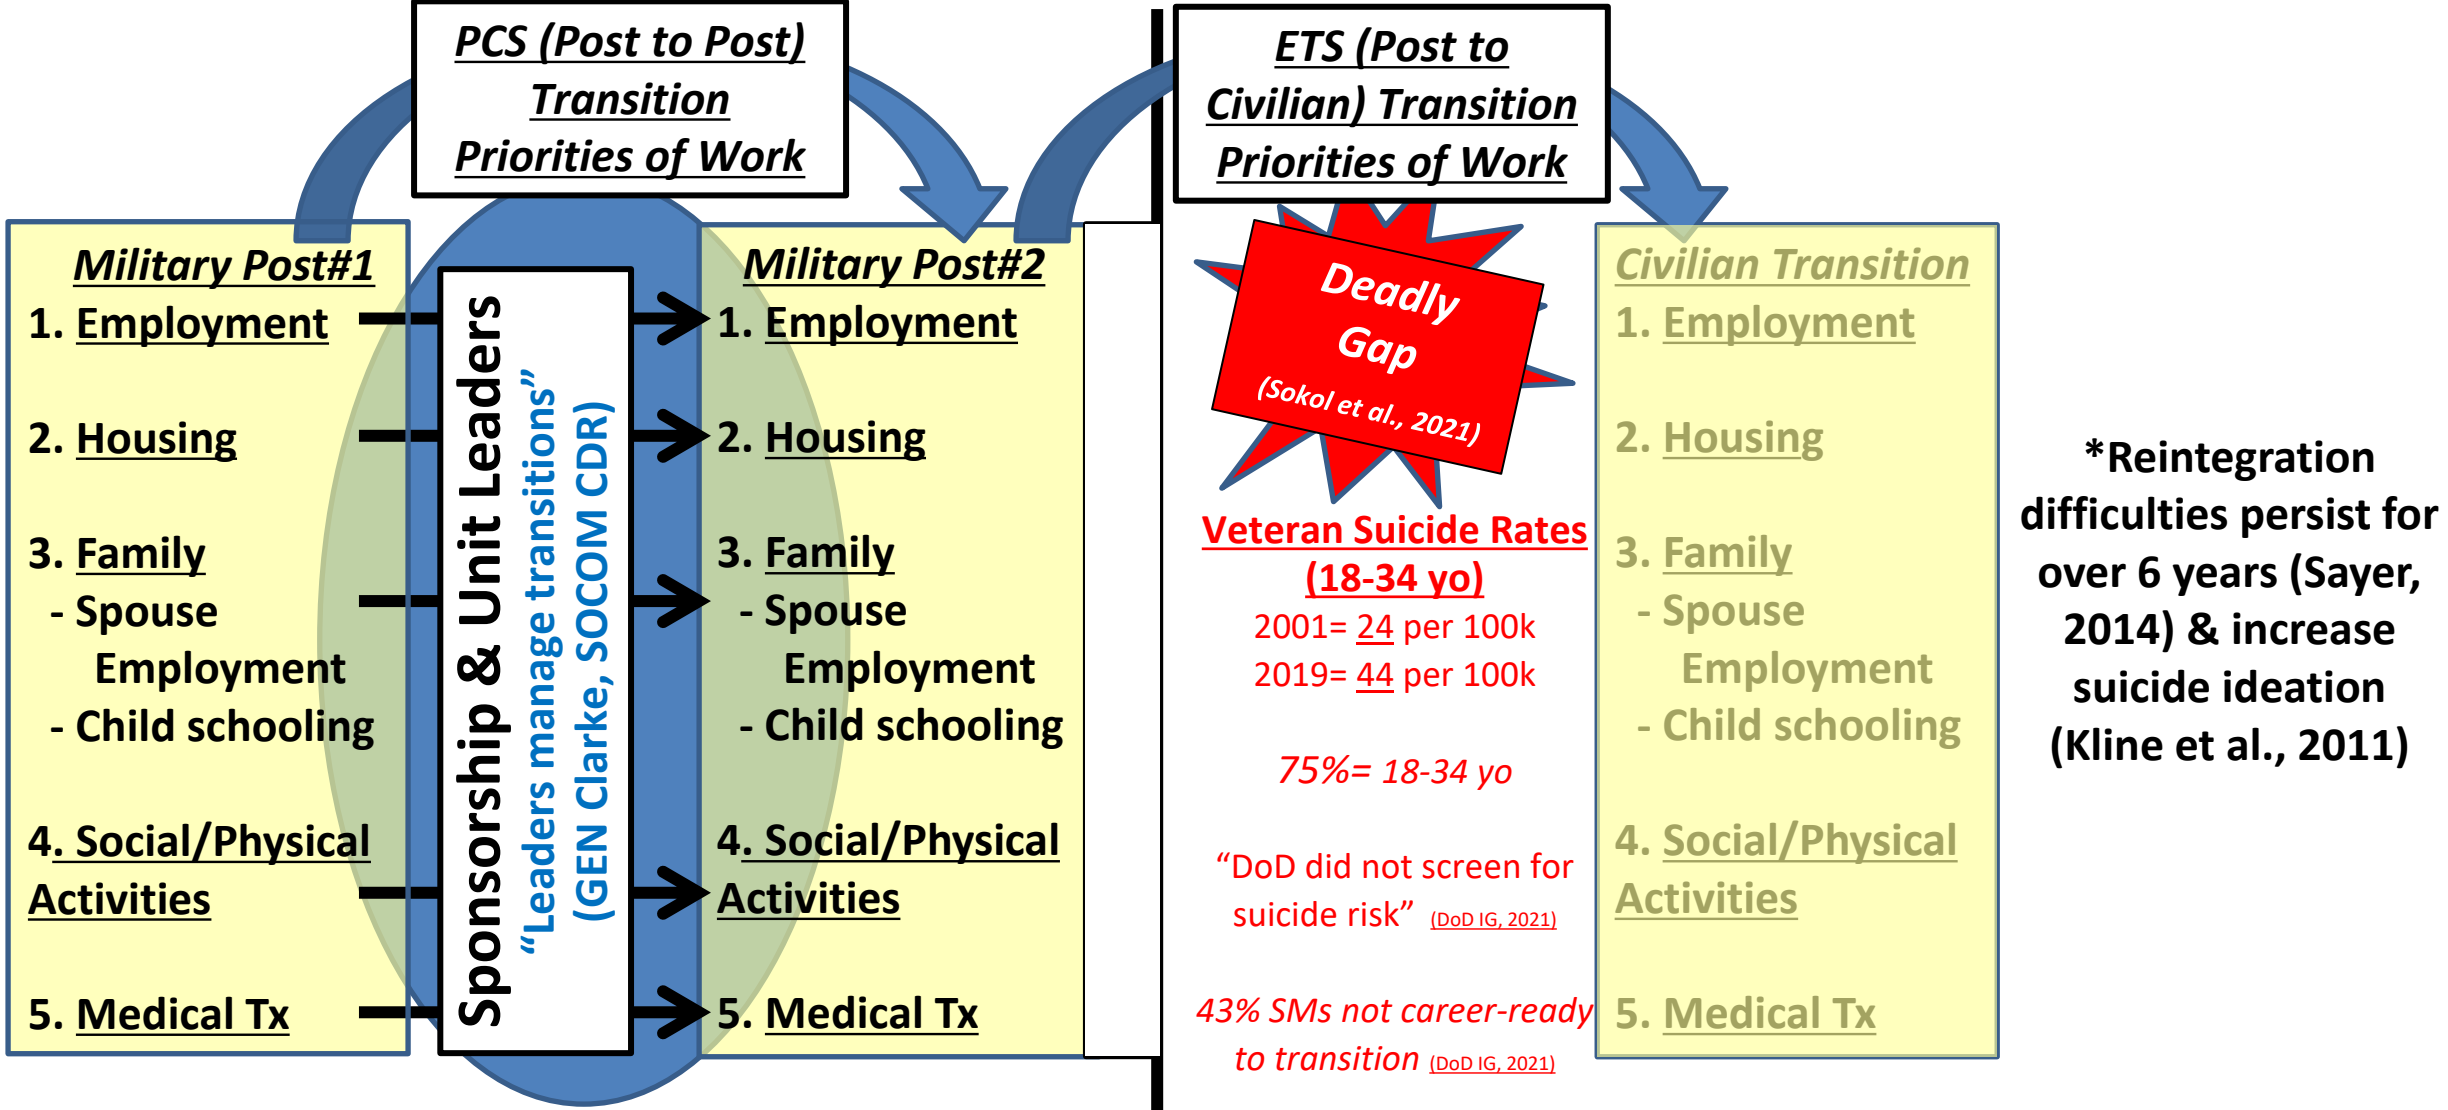 PCS (Post to Post)
Transition
Priorities of Work
ETS (Post to
Civilian) Transition
Priorities of Work
Military Post#1
1. Employment
2. Housing
3. Family
- Spouse
Employment
- Child schooling
4. Social/Physical
Activities
5. Medical Tx
Sponsorship & Unit Leaders
“Leaders manage transitions”
(GEN Clarke, SOCOM CDR)
Military Post#2
1. Employment
2. Housing
3. Family
- Spouse
Employment
- Child schooling
4. Social/Physical
Activities
5. Medical Tx
Deadly
Gap
(Sokol et al., 2021)
Veteran Suicide Rates
(18-34 yo)
2001= 24 per 100k
2019= 44 per 100k
75%= 18-34 yo
“DoD did not screen for
suicide risk” (DoD IG, 2021)
43% SMs not career-ready
to transition (DoD IG, 2021)
Civilian Transition
1. Employment
2. Housing
3. Family
- Spouse
Employment
- Child schooling
4. Social/Physical
Activities
5. Medical Tx
*Reintegration
difficulties persist for
over 6 years (Sayer,
2014) & increase
suicide ideation
(Kline et al., 2011)